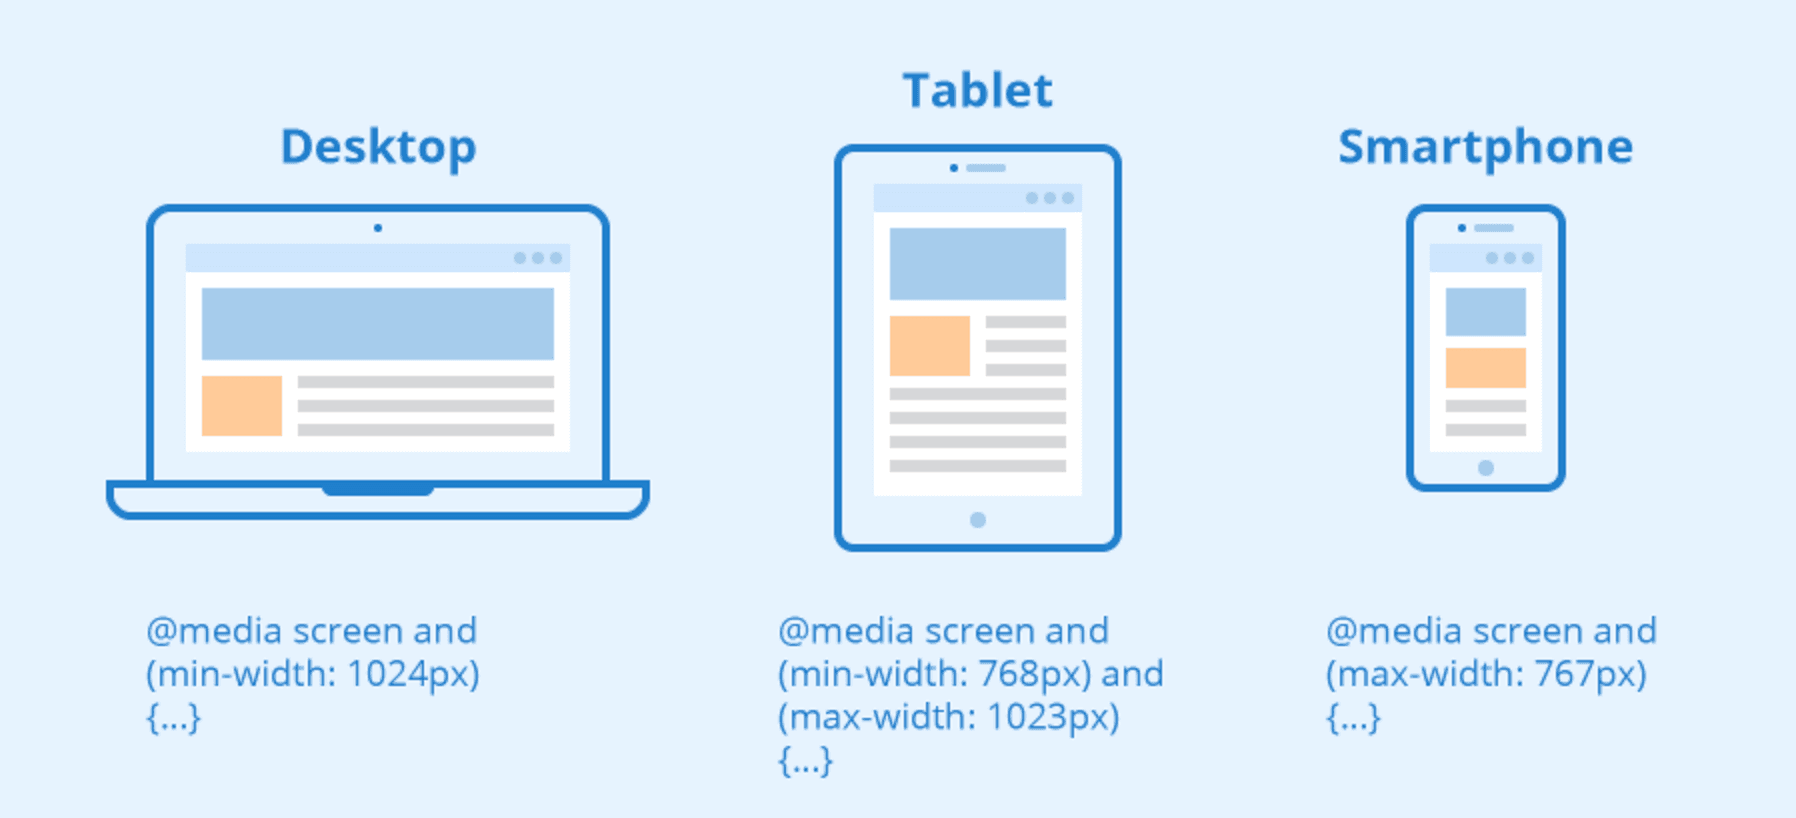 Desktop
@media screen and
(min-width: 1024px)
{...}
Tablet
@media screen and
(min-width: 768px) and
(max-width: 1023px)
{...}
Smartphone
@media screen and
(max-width: 767px)
{...}